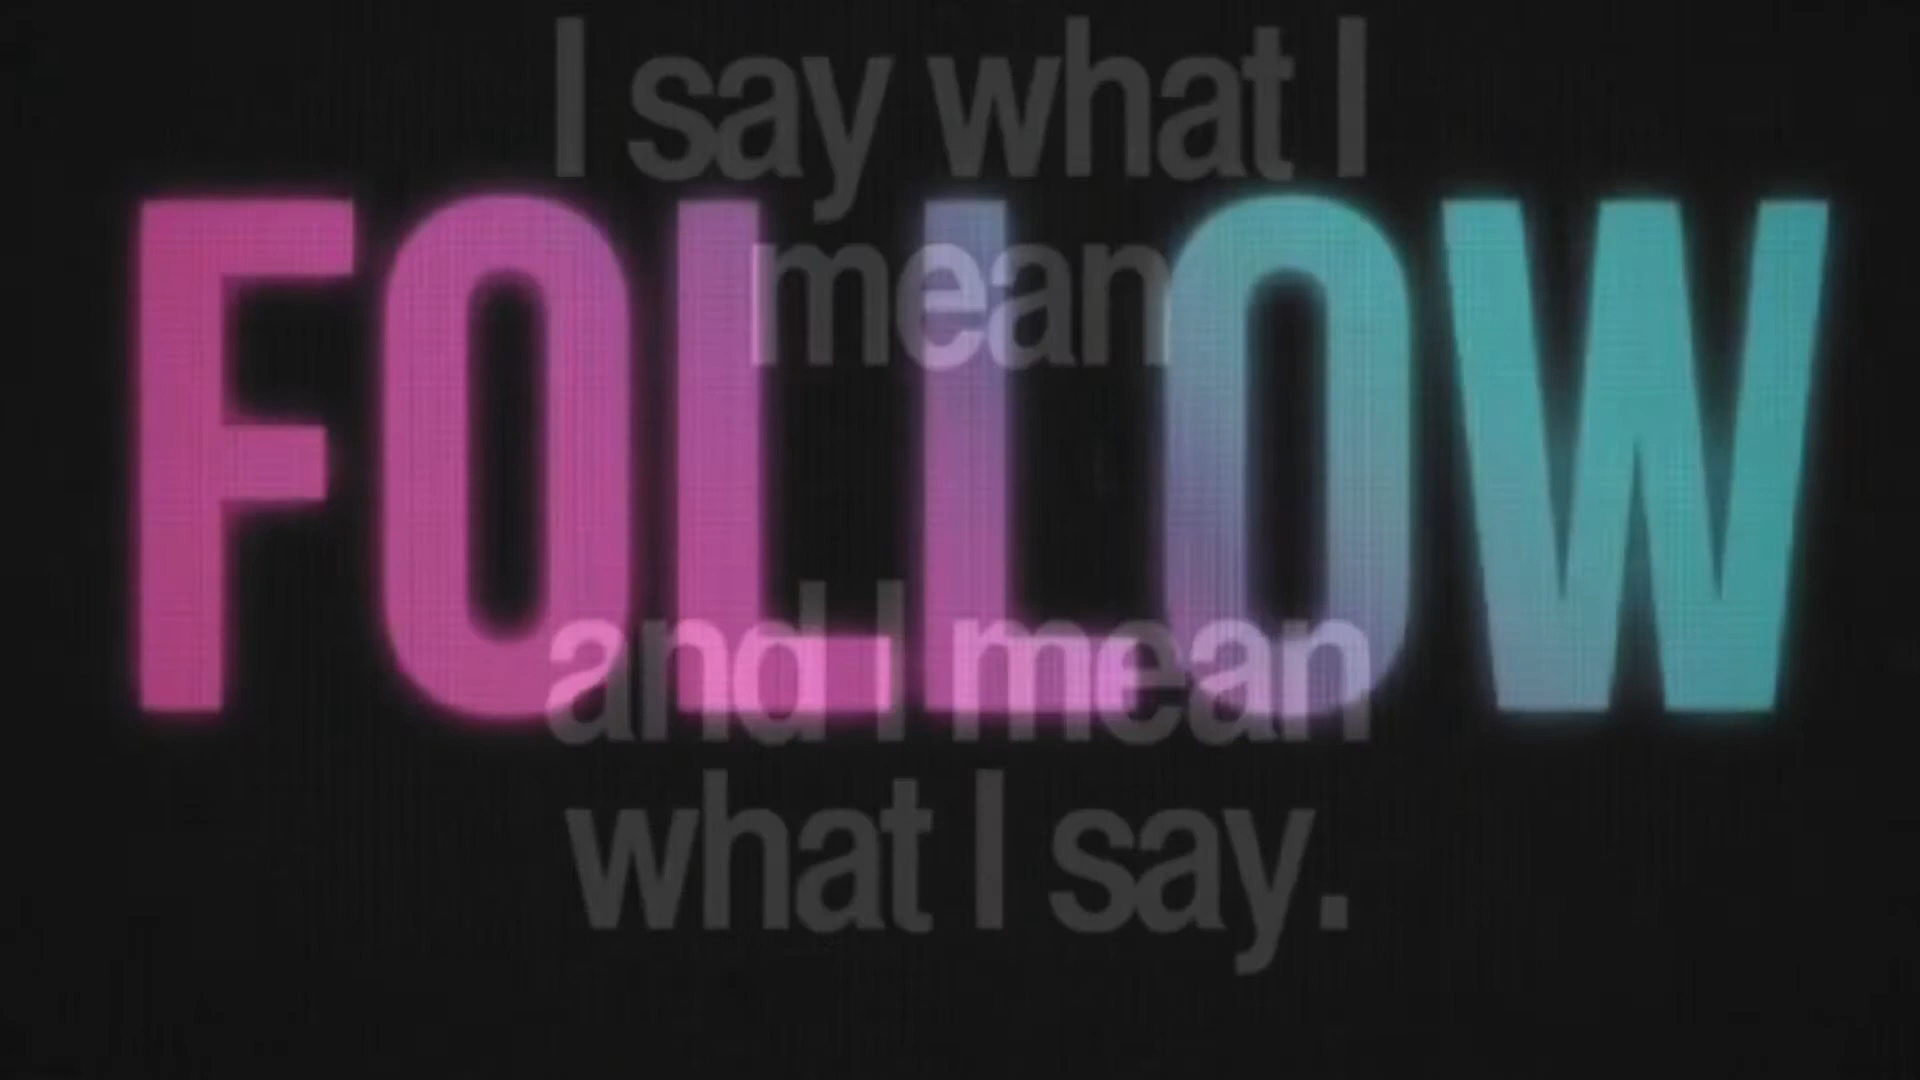 I say what I
mean
FOLLOW
and I mean
what I say.